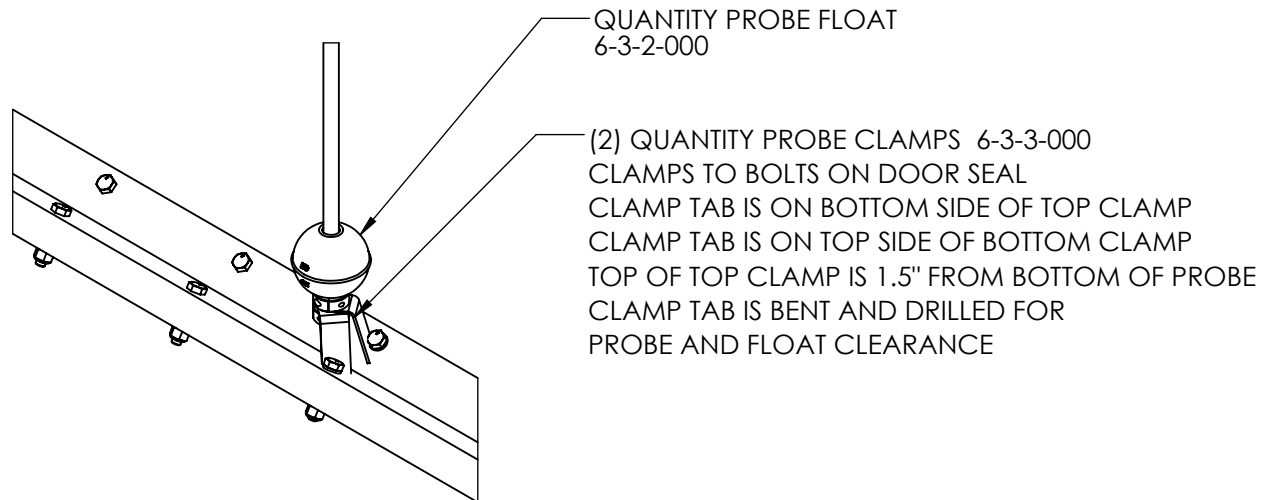 QUANTITY PROBE FLOAT
6-3-2-000
(2) QUANTITY PROBE CLAMPS 6-3-3-000
CLAMPS TO BOLTS ON DOOR SEAL
CLAMP TAB IS ON BOTTOM SIDE OF TOP CLAMP
CLAMP TAB IS ON TOP SIDE OF BOTTOM CLAMP
TOP OF TOP CLAMP IS 1.5" FROM BOTTOM OF PROBE
CLAMP TAB IS BENT AND DRILLED FOR
PROBE AND FLOAT CLEARANCE